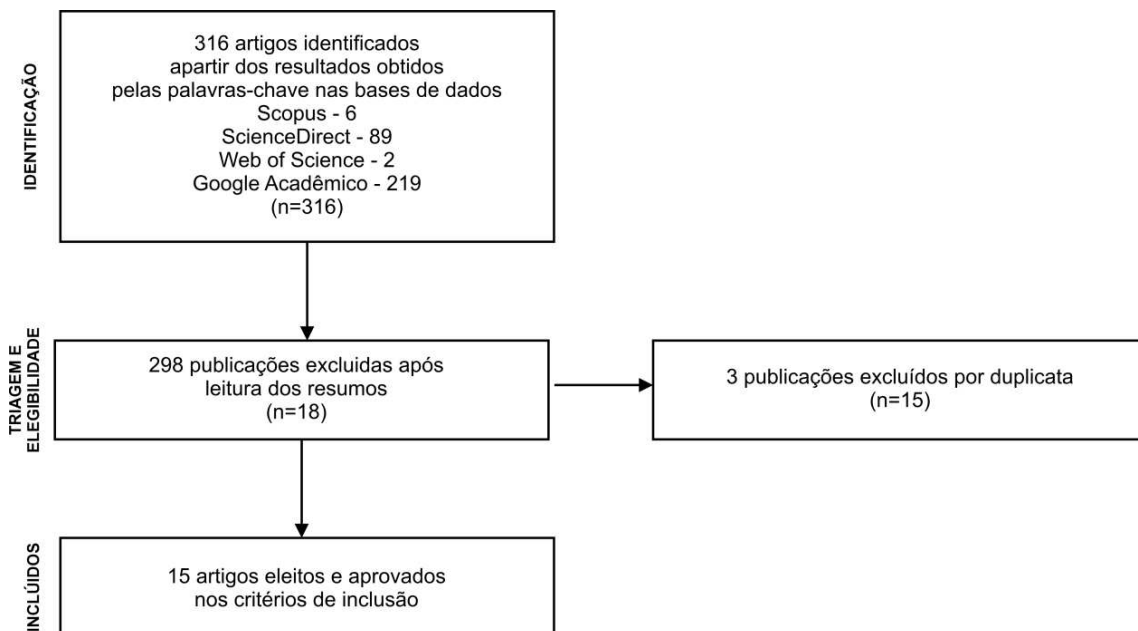 IDENTIFICAÇÃO
316 artigos identificados
apartir dos resultados obtidos
pelas palavras-chave nas bases de dados
Scopus - 6
ScienceDirect - 89
Web of Science - 2
Google Acadêmico - 219
(n=316)
TRIAGEM E
ELEGIBILIDADE
298 publicações excluidas após
leitura dos resumos
(n=18)
3 publicações excluídos por duplicata
(n=15)
INCLÚIDOS
15 artigos eleitos e aprovados
nos critérios de inclusão